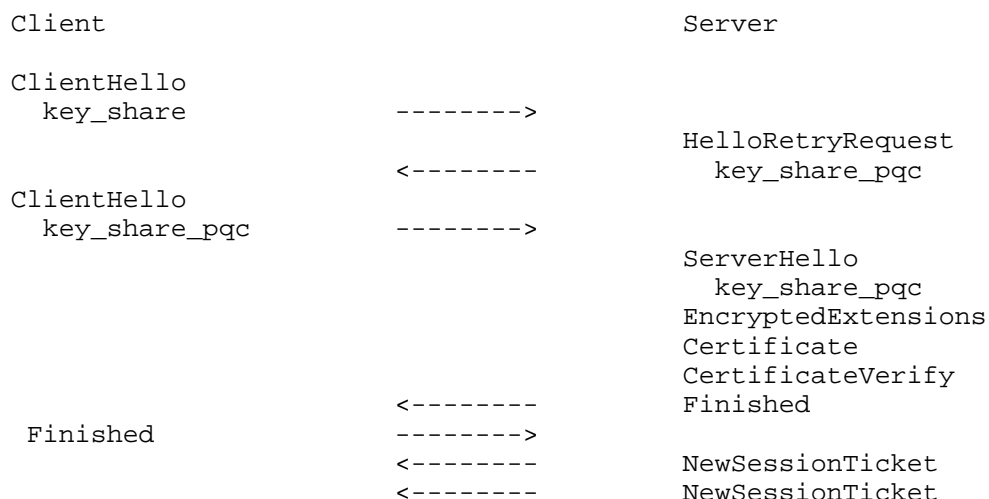 Client                                          Server

ClientHello
  key_share               -------->
                                                HelloRetryRequest
                          <--------               key_share_pqc
ClientHello
  key_share_pqc           -------->
                                                ServerHello
                                                  key_share_pqc
                                                EncryptedExtensions
                                                Certificate
                                                CertificateVerify
                          <--------             Finished
 Finished                 -------->
                          <--------             NewSessionTicket
                          <--------             NewSessionTicket